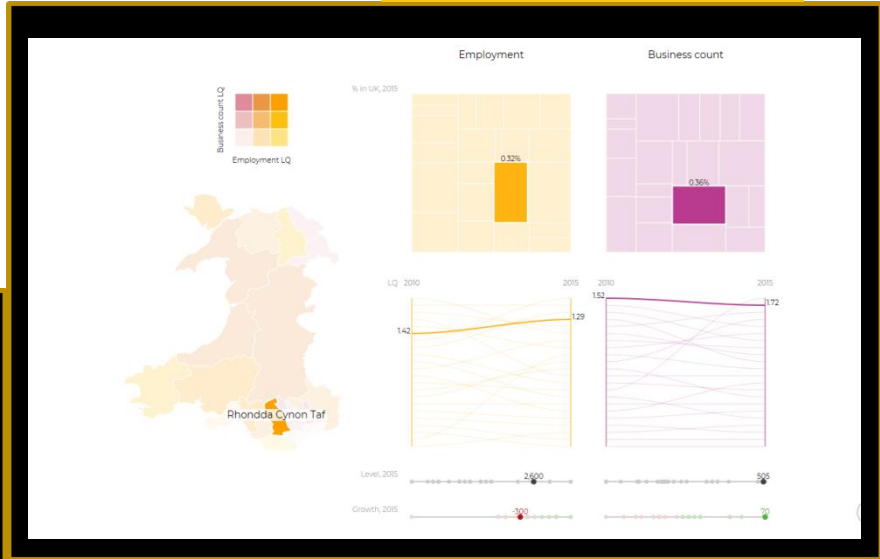 Employment Business count
% in UK, 2015
Business count LQ
Employment LQ
0.32%
0.36%
LQ 2010 2015 2010 2015
1.52
1.72
1.29
1.42
Rhondda Cynon Taf
Level, 2015 2,600 505
Growth, 2015 -300 70